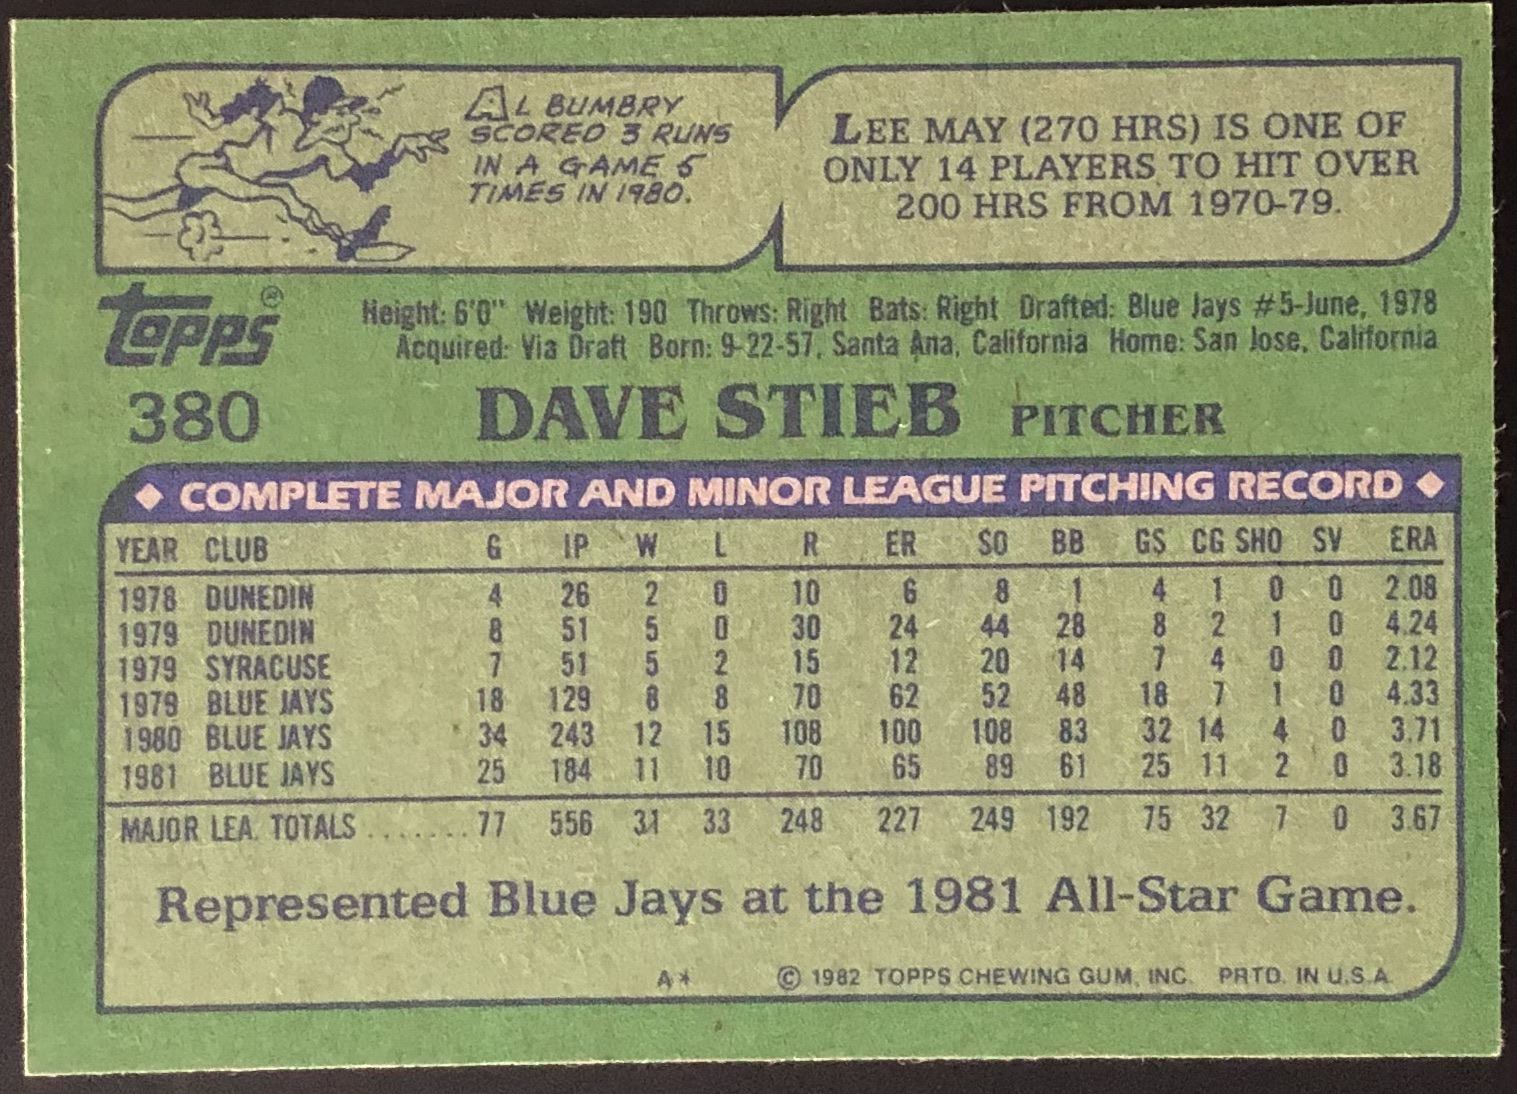 AL BUMBRY
SCORED 3 RUNS
IN A GAME 5
TIMES IN 1980.
LEE MAY (270 HRS) IS ONE OF
ONLY 14 PLAYERS TO HIT OVER
200 HRS FROM 1970-79.
Topps®
Height: 6'0" Weight: 190 Throws: Right Bats: Right Drafted: Blue Jays #5-June, 1978
Acquired: Via Draft Born: 9-22-57, Santa Ana, California Home: San Jose, California
380 DAVE STIEB PITCHER
COMPLETE MAJOR AND MINOR LEAGUE PITCHING RECORD
YEAR CLUB G IP W L R ER SO BB GS CG SHO SV ERA
1978 DUNEDIN 4 26 2 0 10 6 8 1 4 1 0 0 2.08
1979 DUNEDIN 8 51 5 0 30 24 44 28 8 2 1 0 4.24
1979 SYRACUSE 7 51 5 2 15 12 20 14 7 4 0 0 2.12
1979 BLUE JAYS 18 129 8 8 70 62 52 48 18 7 1 0 4.33
1980 BLUE JAYS 34 243 12 15 108 100 108 83 32 14 4 0 3.71
1981 BLUE JAYS 25 184 11 10 70 65 89 61 25 11 2 0 3.18
MAJOR LEA. TOTALS ....... 77 556 31 33 248 227 249 192 75 32 7 0 3.67
Represented Blue Jays at the 1981 All-Star Game.
A* © 1982 TOPPS CHEWING GUM, INC. PRTD. IN U.S.A.